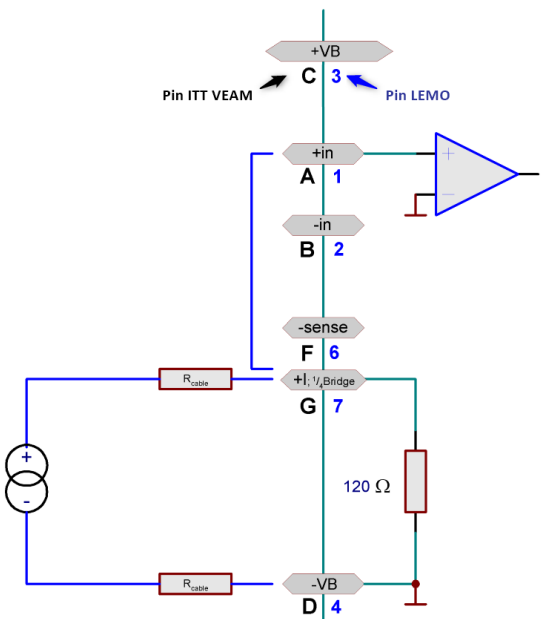 +VB
C 3
Pin ITT VEAM
Pin LEMO
+in
A 1
+
-
-in
B 2
-sense
F 6
+I; 1/4Bridge
G 7
Rcable
+
-
120 Ω
Rcable
-VB
D 4